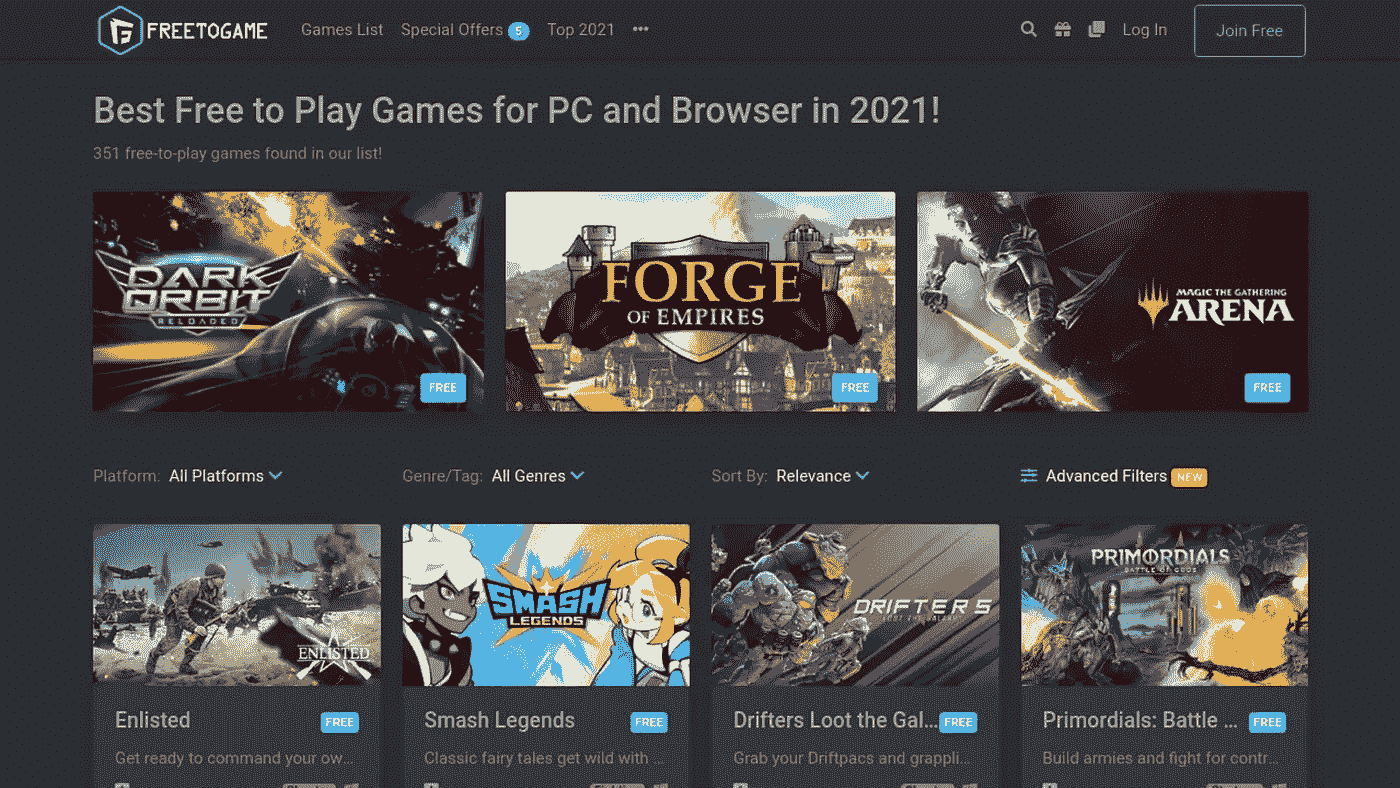 FREETOGAME Games List Special Offers 5 Top 2021 ••• Log In Join Free
Best Free to Play Games for PC and Browser in 2021!
351 free-to-play games found in our list!
DARK
ORBIT
RELOADED
FREE
FORGE
OF EMPIRES
FREE
MAGIC THE GATHERING
ARENA
FREE
Platform: All Platforms Genre/Tag: All Genres Sort By: Relevance Advanced Filters NEW
ENLISTED
SMASH
LEGENDS
DRIFTERS
LOOT THE GALAXY
PRIMORDIALS
BATTLE OF GODS
Enlisted FREE
Get ready to command your ow...
Smash Legends FREE
Classic fairy tales get wild with ...
Drifters Loot the Gal... FREE
Grab your Driftpacks and grappli...
Primordials: Battle ... FREE
Build armies and fight for contr...